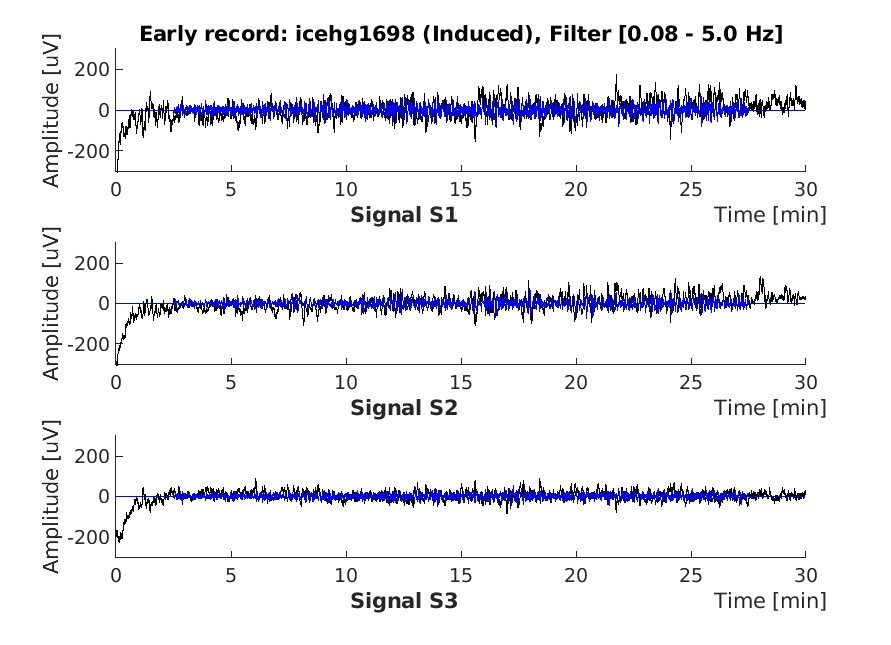 Early record: icehg1698 (Induced), Filter [0.08 - 5.0 Hz]
Amplitude [uV]
200
0
-200
0 5 10 15 20 25 30
Signal S1
Time [min]
Amplitude [uV]
200
0
-200
0 5 10 15 20 25 30
Signal S2
Time [min]
Amplitude [uV]
200
0
-200
0 5 10 15 20 25 30
Signal S3
Time [min]